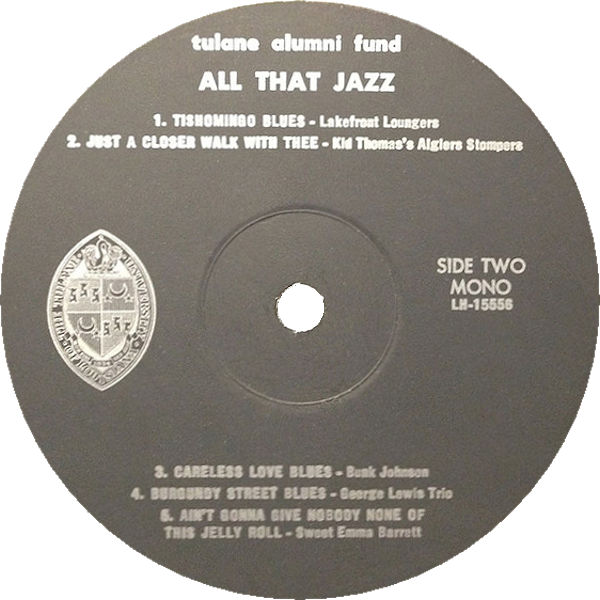 tulane alumni fund
ALL THAT JAZZ
1. TISHOMINGO BLUES - Lakefront Loungers
2. JUST A CLOSER WALK WITH THEE - Kid Thomas's Algiers Stompers
SIDE TWO
MONO
LH-15556
3. CARELESS LOVE BLUES - Bunk Johnson
4. BURGUNDY STREET BLUES - George Lewis Trio
5. AIN'T GONNA GIVE NOBODY NONE OF
THIS JELLY ROLL - Sweet Emma Barrett